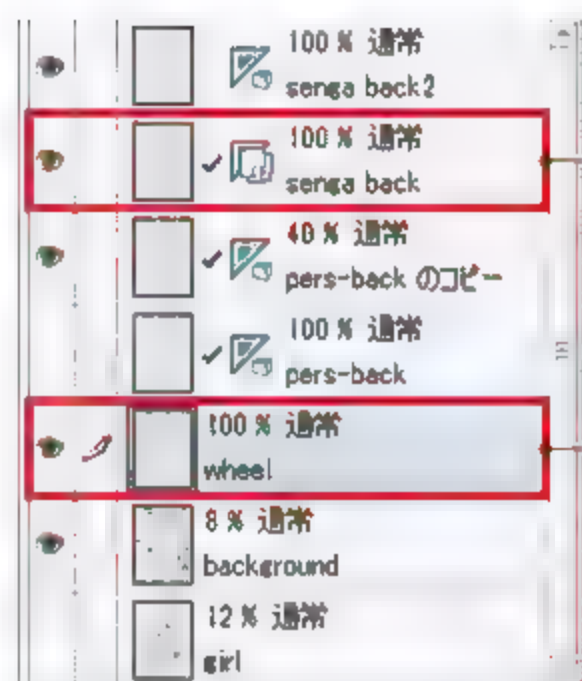 100 % 通常
senga back2
100 % 通常
senga back
40 % 通常
pers-back のコピー
100 % 通常
pers-back
100 % 通常
wheel
8 % 通常
background
12 % 通常
girl